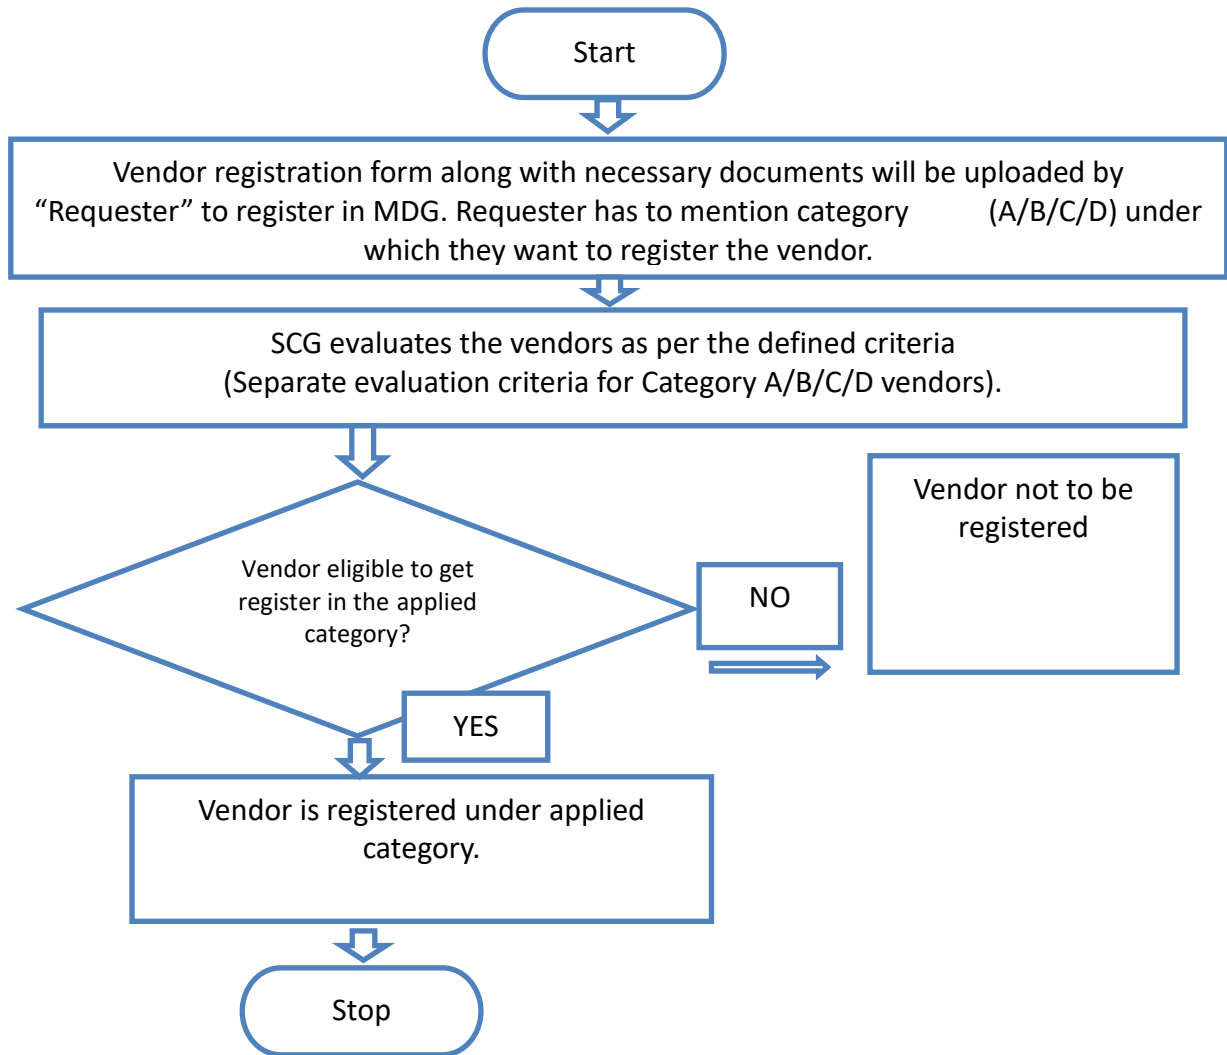 Start
Vendor registration form along with necessary documents will be uploaded by
“Requester” to register in MDG. Requester has to mention category (A/B/C/D) under
which they want to register the vendor.
SCG evaluates the vendors as per the defined criteria
(Separate evaluation criteria for Category A/B/C/D vendors).
Vendor eligible to get
register in the applied
category?
NO
Vendor not to be
registered
YES
Vendor is registered under applied
category.
Stop